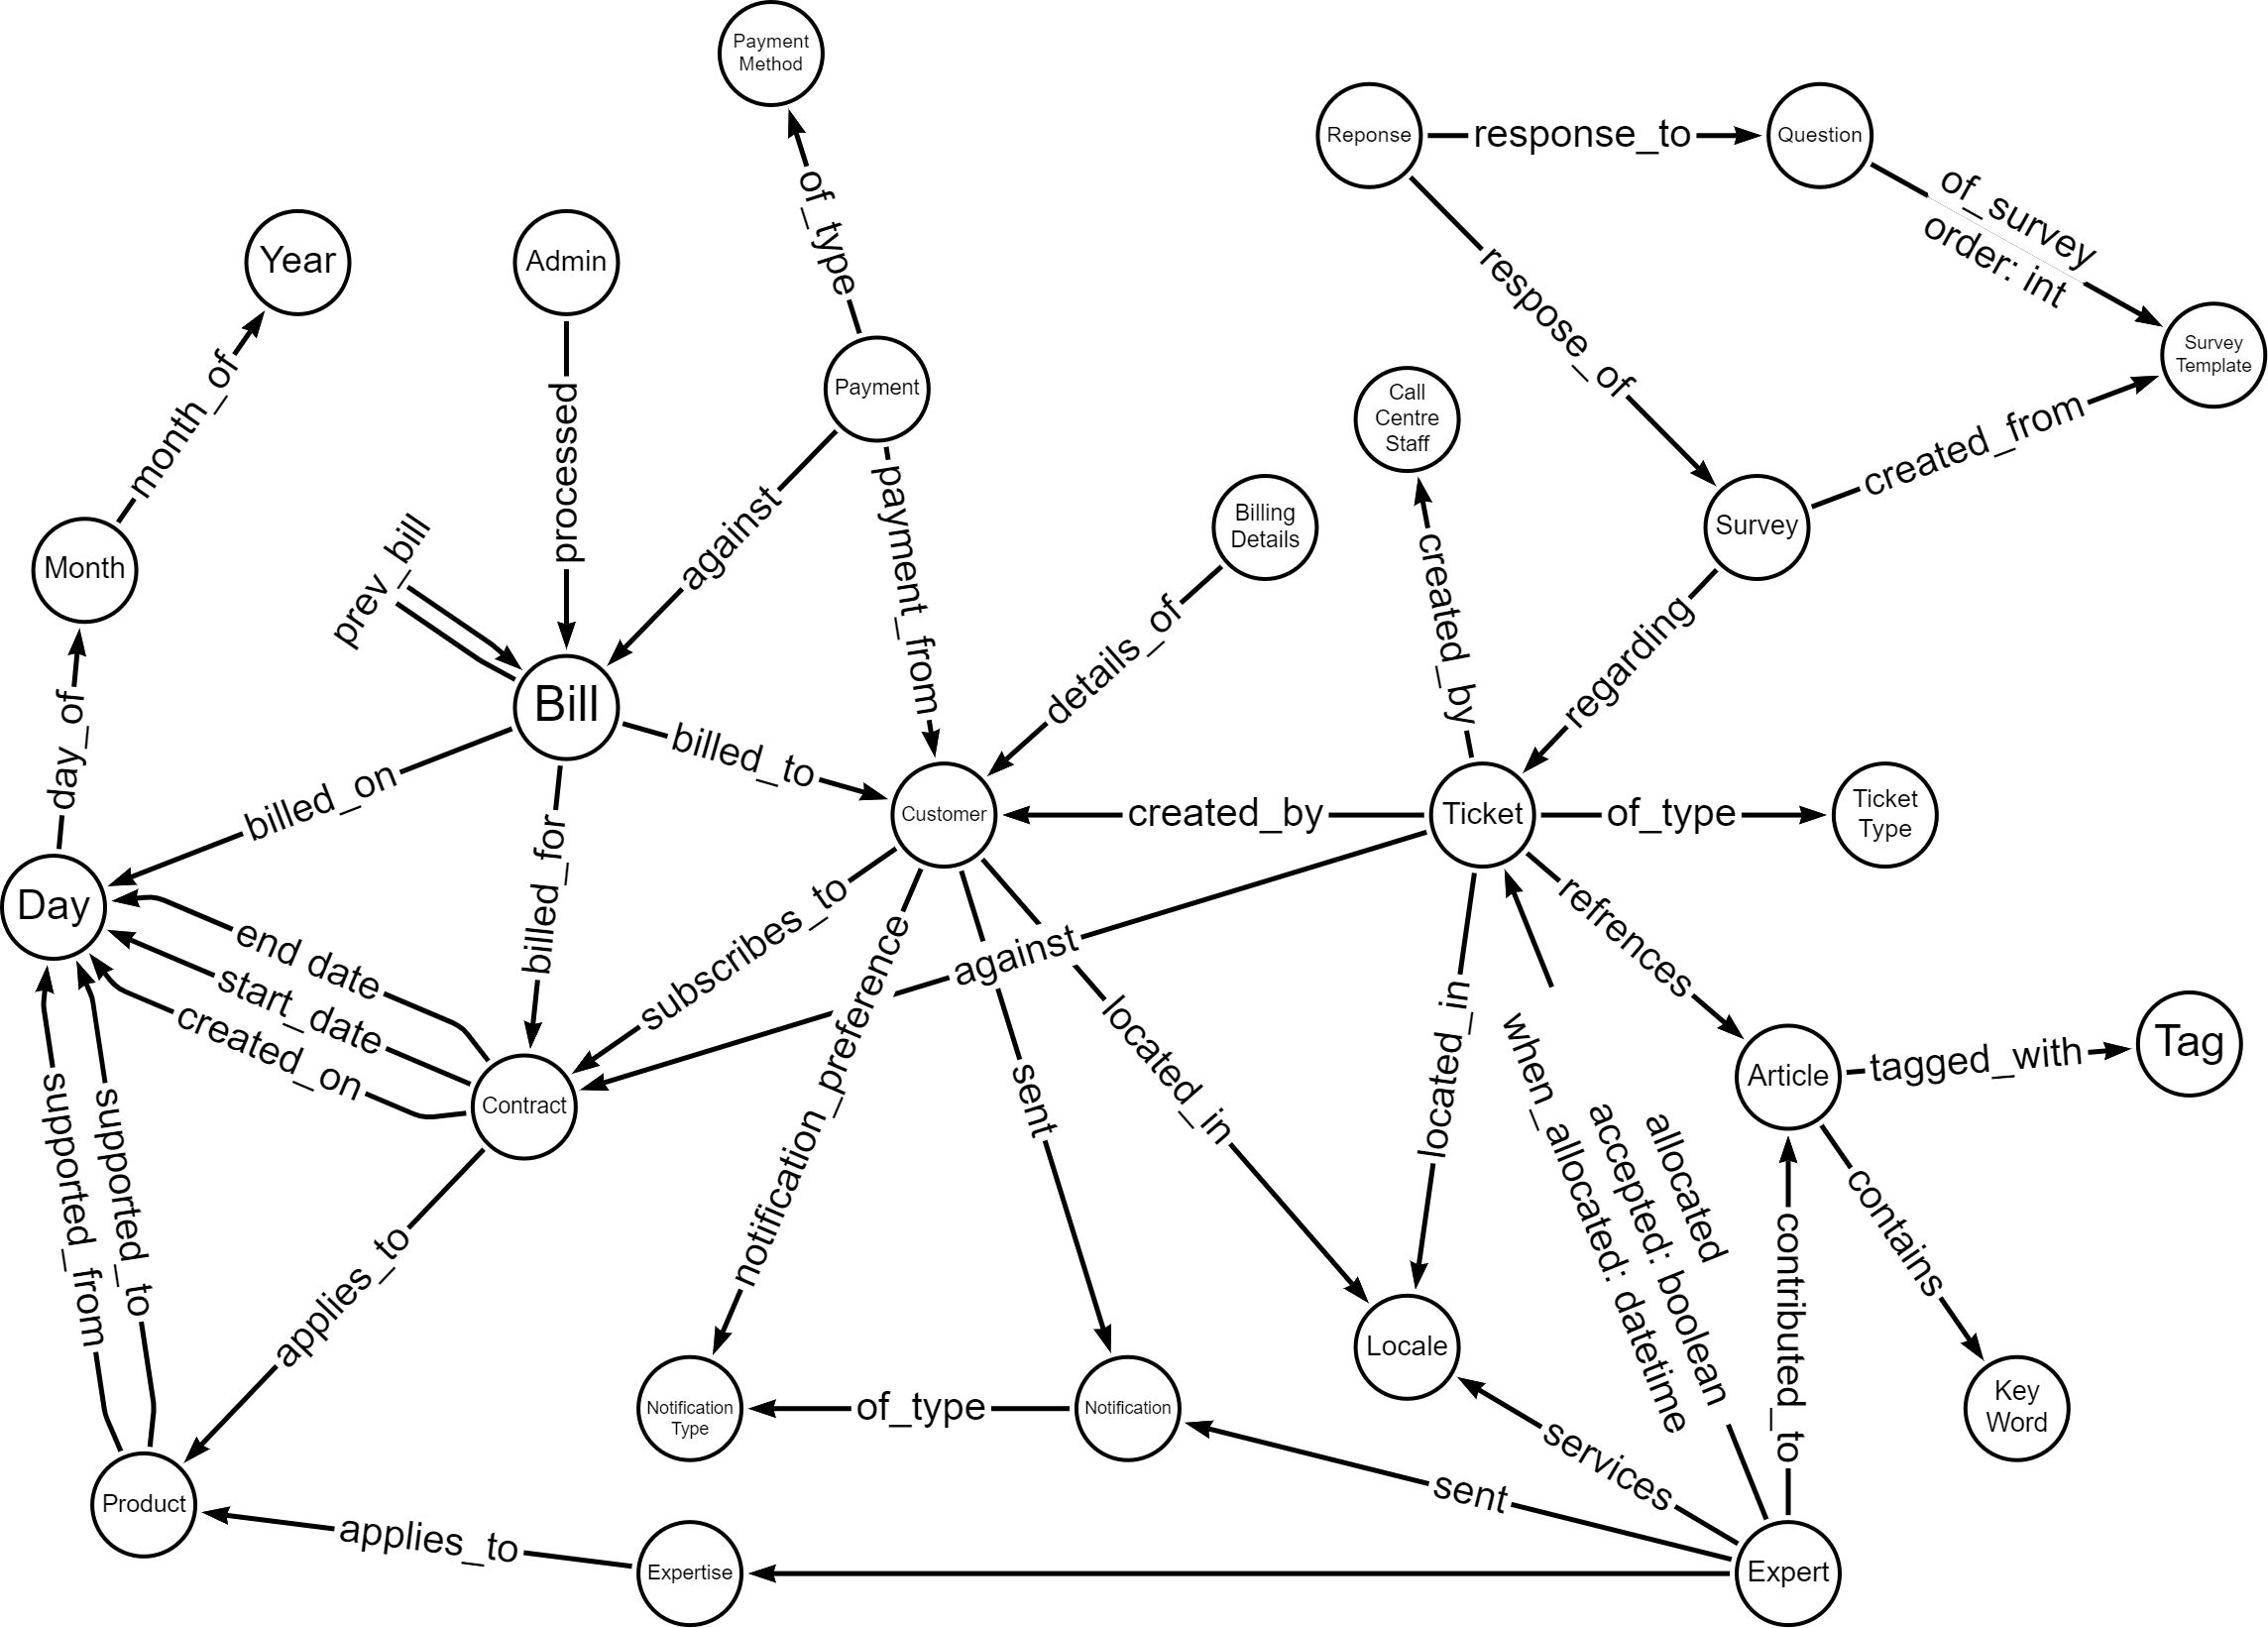 Payment
Method
Reponse
response_to
Question
of_survey
order: int
of_type
Year
Admin
respose_of
Survey
Template
month_of
processed
Payment
Call
Centre
Staff
created_from
prev_bill
against
payment_from
Billing
Details
Survey
Month
created_by
details_of
regarding
day_of
Bill
billed_to
billed_on
Customer
created_by
Ticket
of_type
Ticket
Type
billed_for
Day
subscribes_to
against
refrences
end date
start_date
created_on
notification_preference
located_in
located_in
sent
when_allocated: datetime
accepted: boolean
allocated
Article
tagged_with
Tag
Contract
supported_from
supported_to
contributed_to
contains
applies_to
Locale
Notification
Type
of_type
Notification
Key
Word
services
sent
Product
applies_to
Expertise
Expert